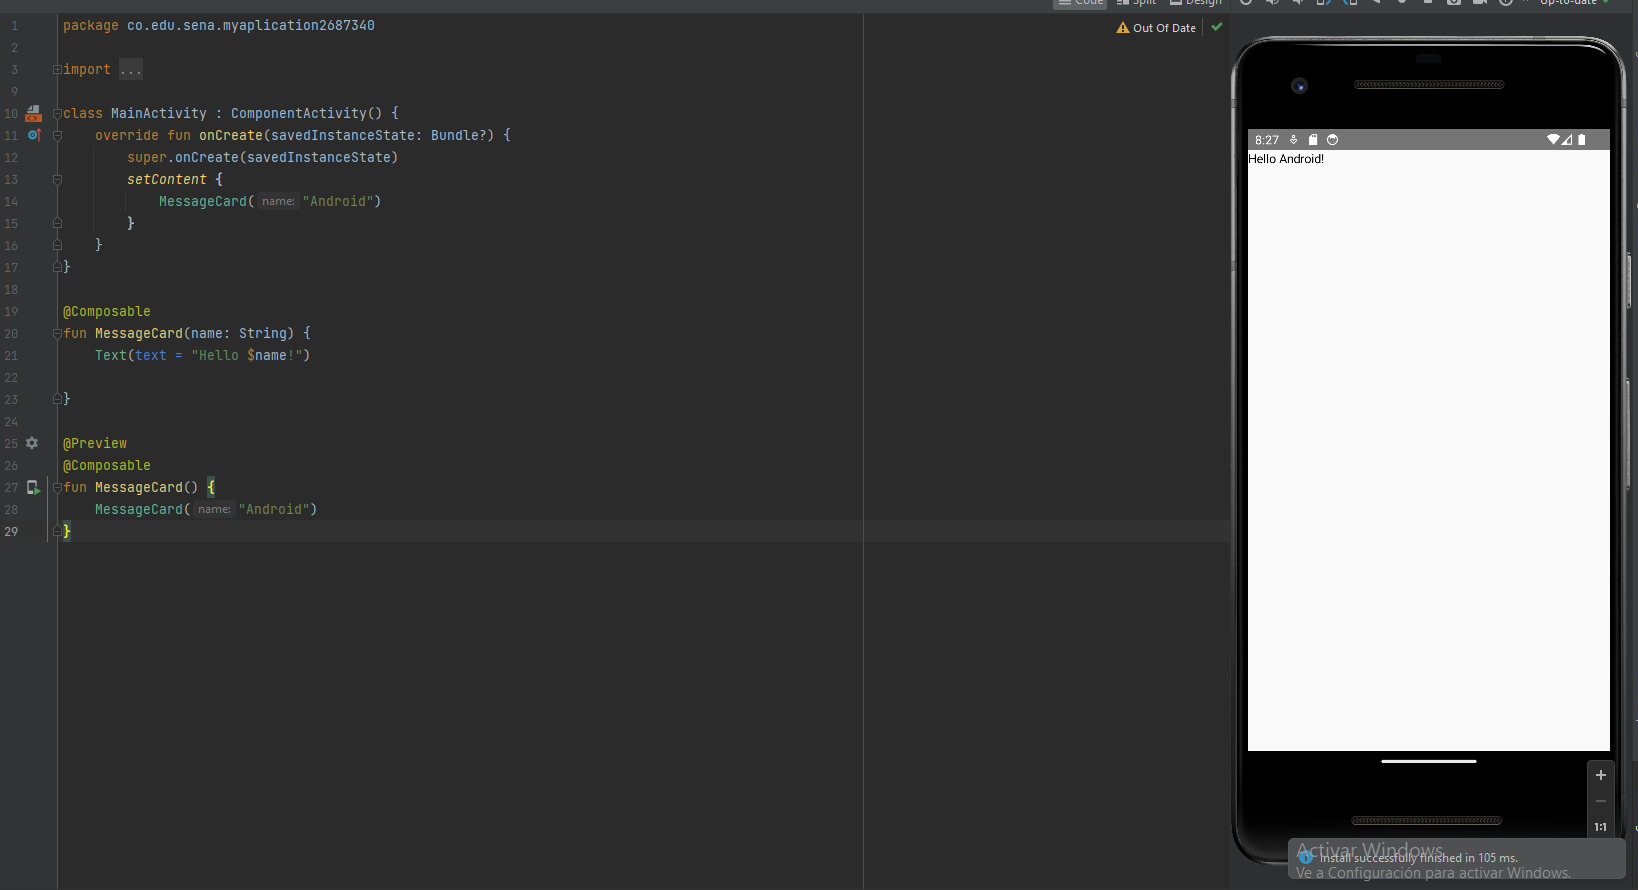 Code Split Design Up-to-date
1 package co.edu.sena.myaplication2687340
Out Of Date
2
3 import ...
9
10 class MainActivity : ComponentActivity() {
11 override fun onCreate(savedInstanceState: Bundle?) {
12 super.onCreate(savedInstanceState)
13 setContent {
14 MessageCard( name: "Android")
15 }
16 }
17 }
18
19 @Composable
20 fun MessageCard(name: String) {
21 Text(text = "Hello $name!")
22
23 }
24
25 @Preview
26 @Composable
27 fun MessageCard() {
28 MessageCard( name: "Android")
29 }
8:27
Hello Android!
1:1
Activar Windows
Install successfully finished in 105 ms.
Ve a Configuración para activar Windows.